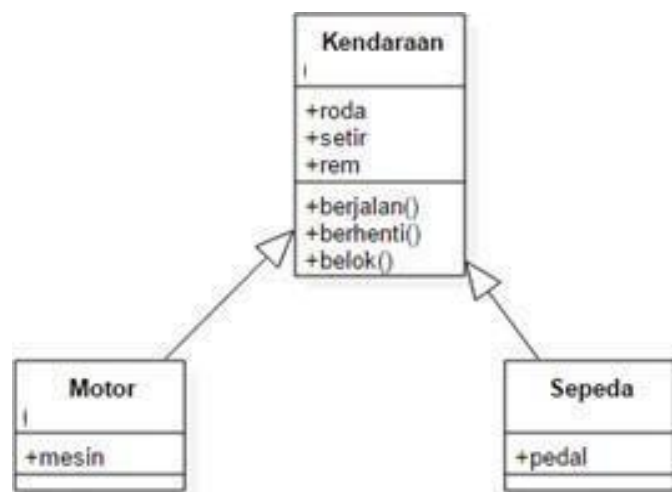 Kendaraan
+roda
+setir
+rem
+berjalan()
+berhenti()
+belok()
Motor
+mesin
Sepeda
+pedal